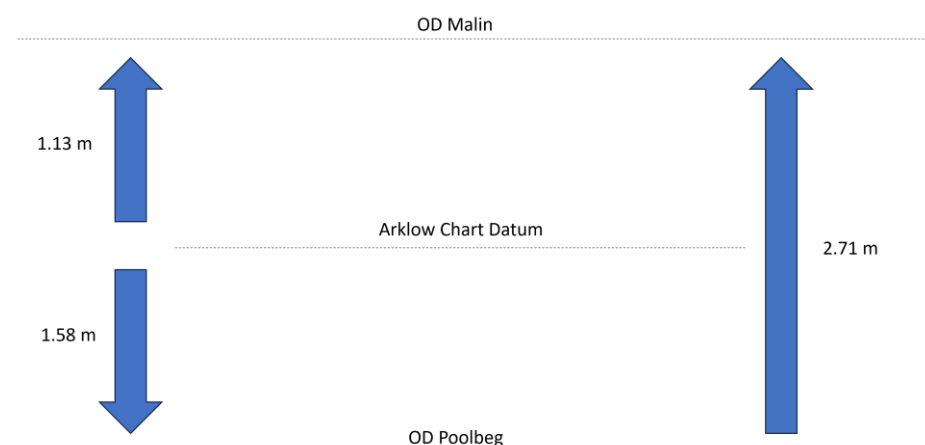 OD Malin
1.13 m
Arklow Chart Datum
2.71 m
1.58 m
OD Poolbeg